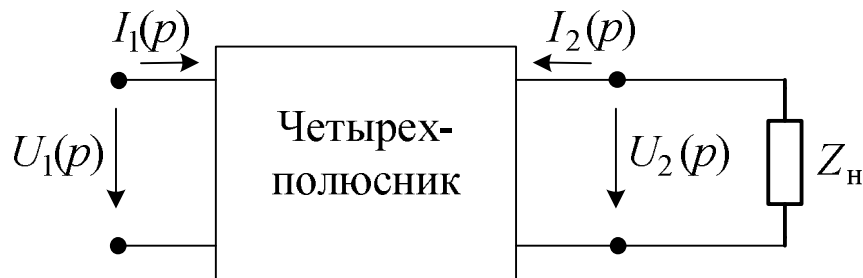 I₁(p)
I₂(p)
U₁(p)
Четырех-
полюсник
U₂(p)
Zн